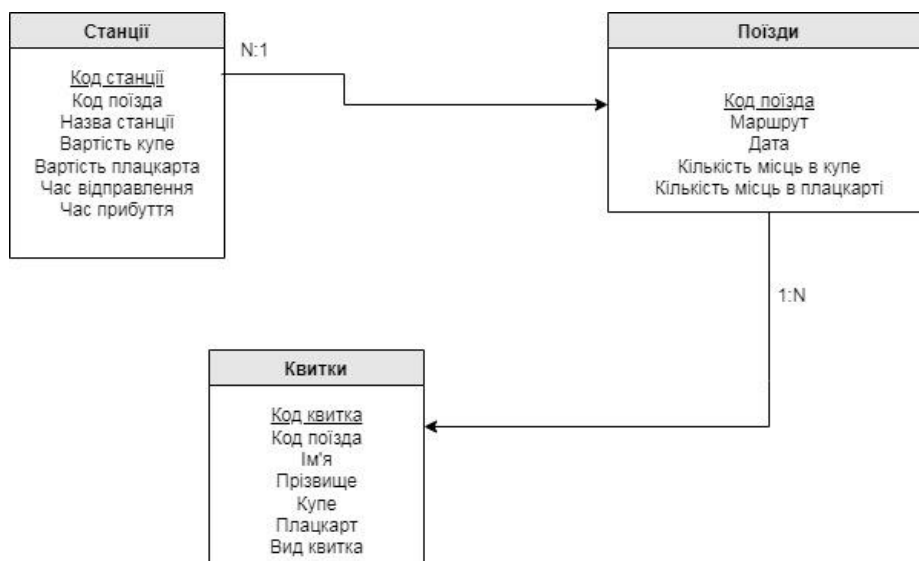 Станції
Код станції
Код поїзда
Назва станції
Вартість купе
Вартість плацкарта
Час відправлення
Час прибуття
N:1
Поїзди
Код поїзда
Маршрут
Дата
Кількість місць в купе
Кількість місць в плацкарті
1:N
Квитки
Код квитка
Код поїзда
Ім'я
Прізвище
Купе
Плацкарт
Вид квитка